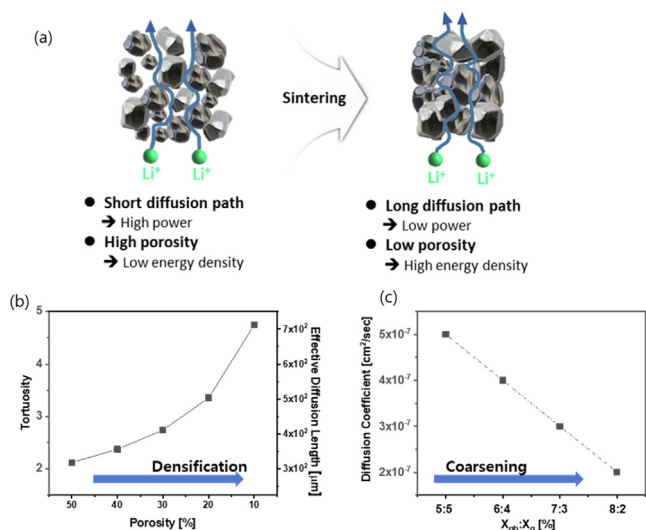 (a)
Sintering
Li⁺ Li⁺
Li⁺ Li⁺
● Short diffusion path
➔ High power
● High porosity
➔ Low energy density
● Long diffusion path
➔ Low power
● Low porosity
➔ High energy density
(b)
5
4
3
2
Tortuosity
7x10²
6x10²
5x10²
4x10²
3x10²
Effective Diffusion Length [μm]
Densification
50 40 30 20 10
Porosity [%]
(c)
5x10⁻⁷
4x10⁻⁷
3x10⁻⁷
2x10⁻⁷
Diffusion Coefficient [cm²/sec]
Coarsening
5:5 6:4 7:3 8:2
X_gb:X_g